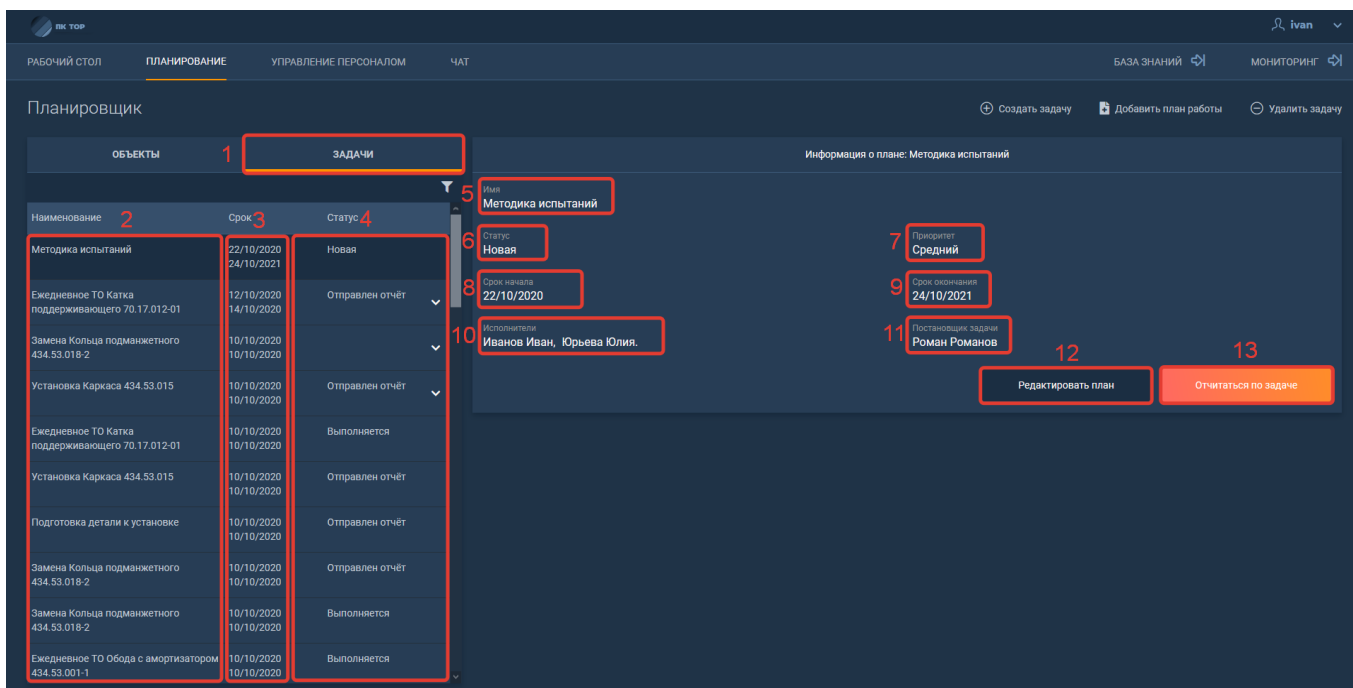 ПК ТОР
ivan
РАБОЧИЙ СТОЛ ПЛАНИРОВАНИЕ УПРАВЛЕНИЕ ПЕРСОНАЛОМ ЧАТ БАЗА ЗНАНИЙ МОНИТОРИНГ
Планировщик
Создать задачу Добавить план работы Удалить задачу
ОБЪЕКТЫ 1 ЗАДАЧИ
Наименование 2 Срок 3 Статус 4
Методика испытаний 22/10/2020 Новая
24/10/2021
Ежедневное ТО Катка 12/10/2020 Отправлен отчёт
поддерживающего 70.17.012-01 14/10/2020
Замена Кольца подманжетного 10/10/2020
434.53.018-2 10/10/2020
Установка Каркаса 434.53.015 10/10/2020 Отправлен отчёт
10/10/2020
Ежедневное ТО Катка 10/10/2020 Выполняется
поддерживающего 70.17.012-01 10/10/2020
Установка Каркаса 434.53.015 10/10/2020 Отправлен отчёт
10/10/2020
Подготовка детали к установке 10/10/2020 Отправлен отчёт
10/10/2020
Замена Кольца подманжетного 10/10/2020 Отправлен отчёт
434.53.018-2 10/10/2020
Замена Кольца подманжетного 10/10/2020 Выполняется
434.53.018-2 10/10/2020
Ежедневное ТО Обода с амортизатором 10/10/2020 Выполняется
434.53.001-1 10/10/2020
Информация о плане: Методика испытаний
5 Имя
Методика испытаний
6 Статус
Новая
7 Приоритет
Средний
8 Срок начала
22/10/2020
9 Срок окончания
24/10/2021
10 Исполнители
Иванов Иван, Юрьева Юлия.
11 Постановщик задачи
Роман Романов
12 13
Редактировать план Отчитаться по задаче